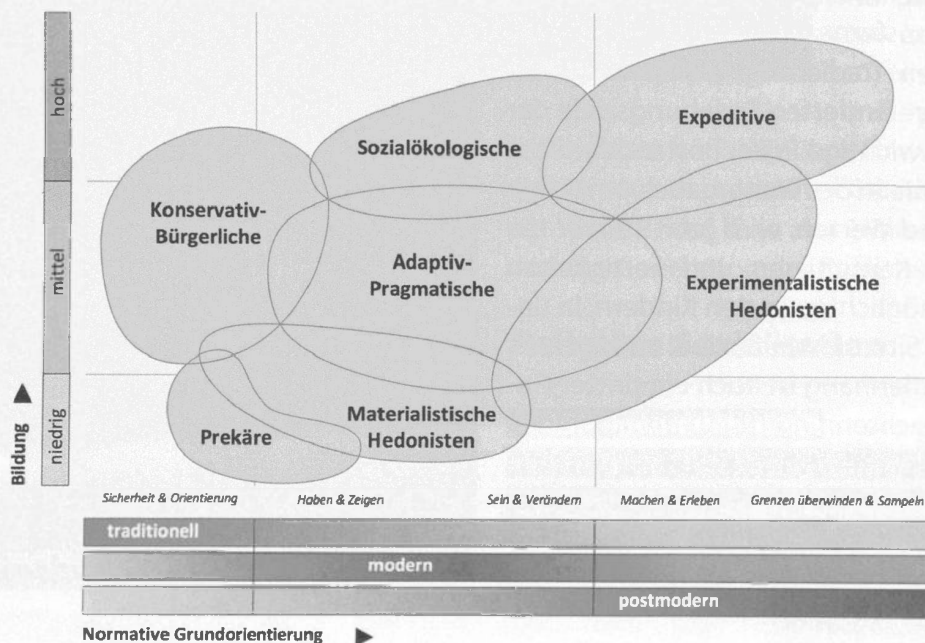 hoch
mittel
niedrig
Bildung
Expeditive
Sozialökologische
Konservativ-
Bürgerliche
Adaptiv-
Pragmatische
Experimentalistische
Hedonisten
Materialistische
Hedonisten
Prekäre
Sicherheit & Orientierung
Haben & Zeigen
Sein & Verändern
Machen & Erleben
Grenzen überwinden & Sampeln
traditionell
modern
postmodern
Normative Grundorientierung